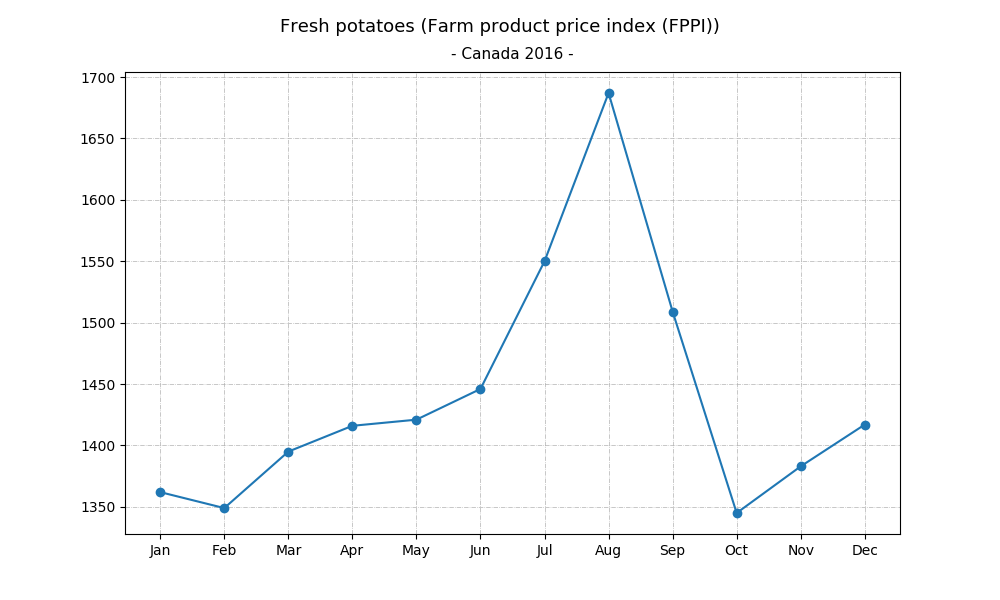 Fresh potatoes (Farm product price index (FPPI))
- Canada 2016 -
1700
1650
1600
1550
1500
1450
1400
1350
Jan Feb Mar Apr May Jun Jul Aug Sep Oct Nov Dec